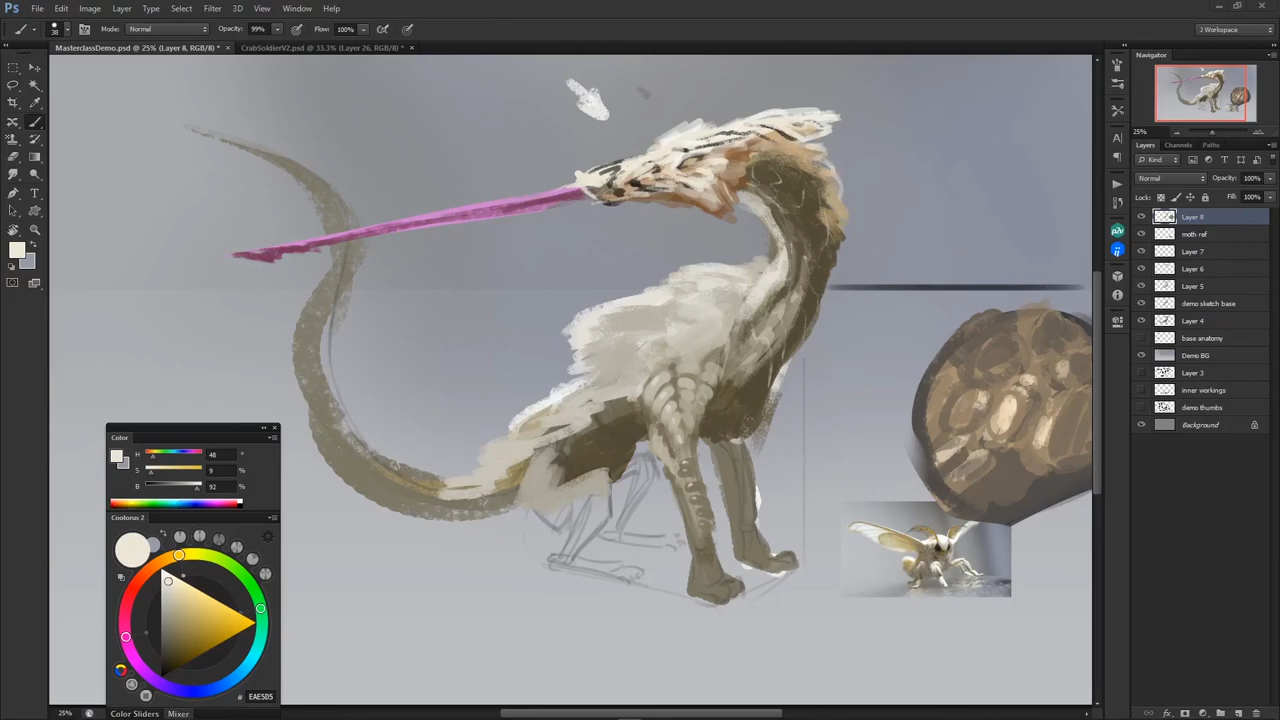 Ps File Edit Image Layer Type Select Filter 3D View Window Help
38 Mode: Normal Opacity: 99% Flow: 100% J Workspace
MasterclassDemo.psd @ 25% (Layer 8, RGB/8) * × CrabSoldierV2.psd @ 33.3% (Layer 26, RGB/8) * ×
Navigator
25%
Layers Channels Paths
Kind
Normal Opacity: 100%
Lock: Fill: 100%
Layer 8
moth ref
Layer 7
Layer 6
Layer 5
demo sketch base
Layer 4
base anatomy
Demo BG
Layer 3
inner workings
demo thumbs
Background
Color
H 48 °
S 9 %
B 92 %
Coolorus 2
# EAE5D5
Color Sliders Mixer
25%